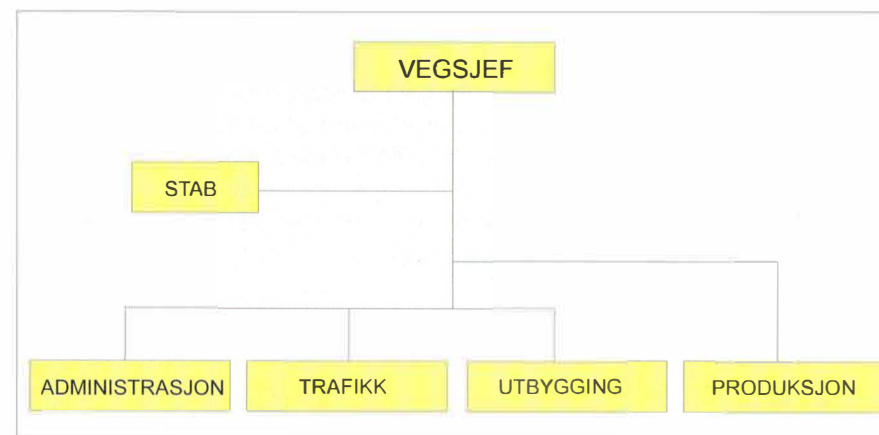 VEGSJEF
STAB
ADMINISTRASJON
TRAFIKK
UTBYGGING
PRODUKSJON